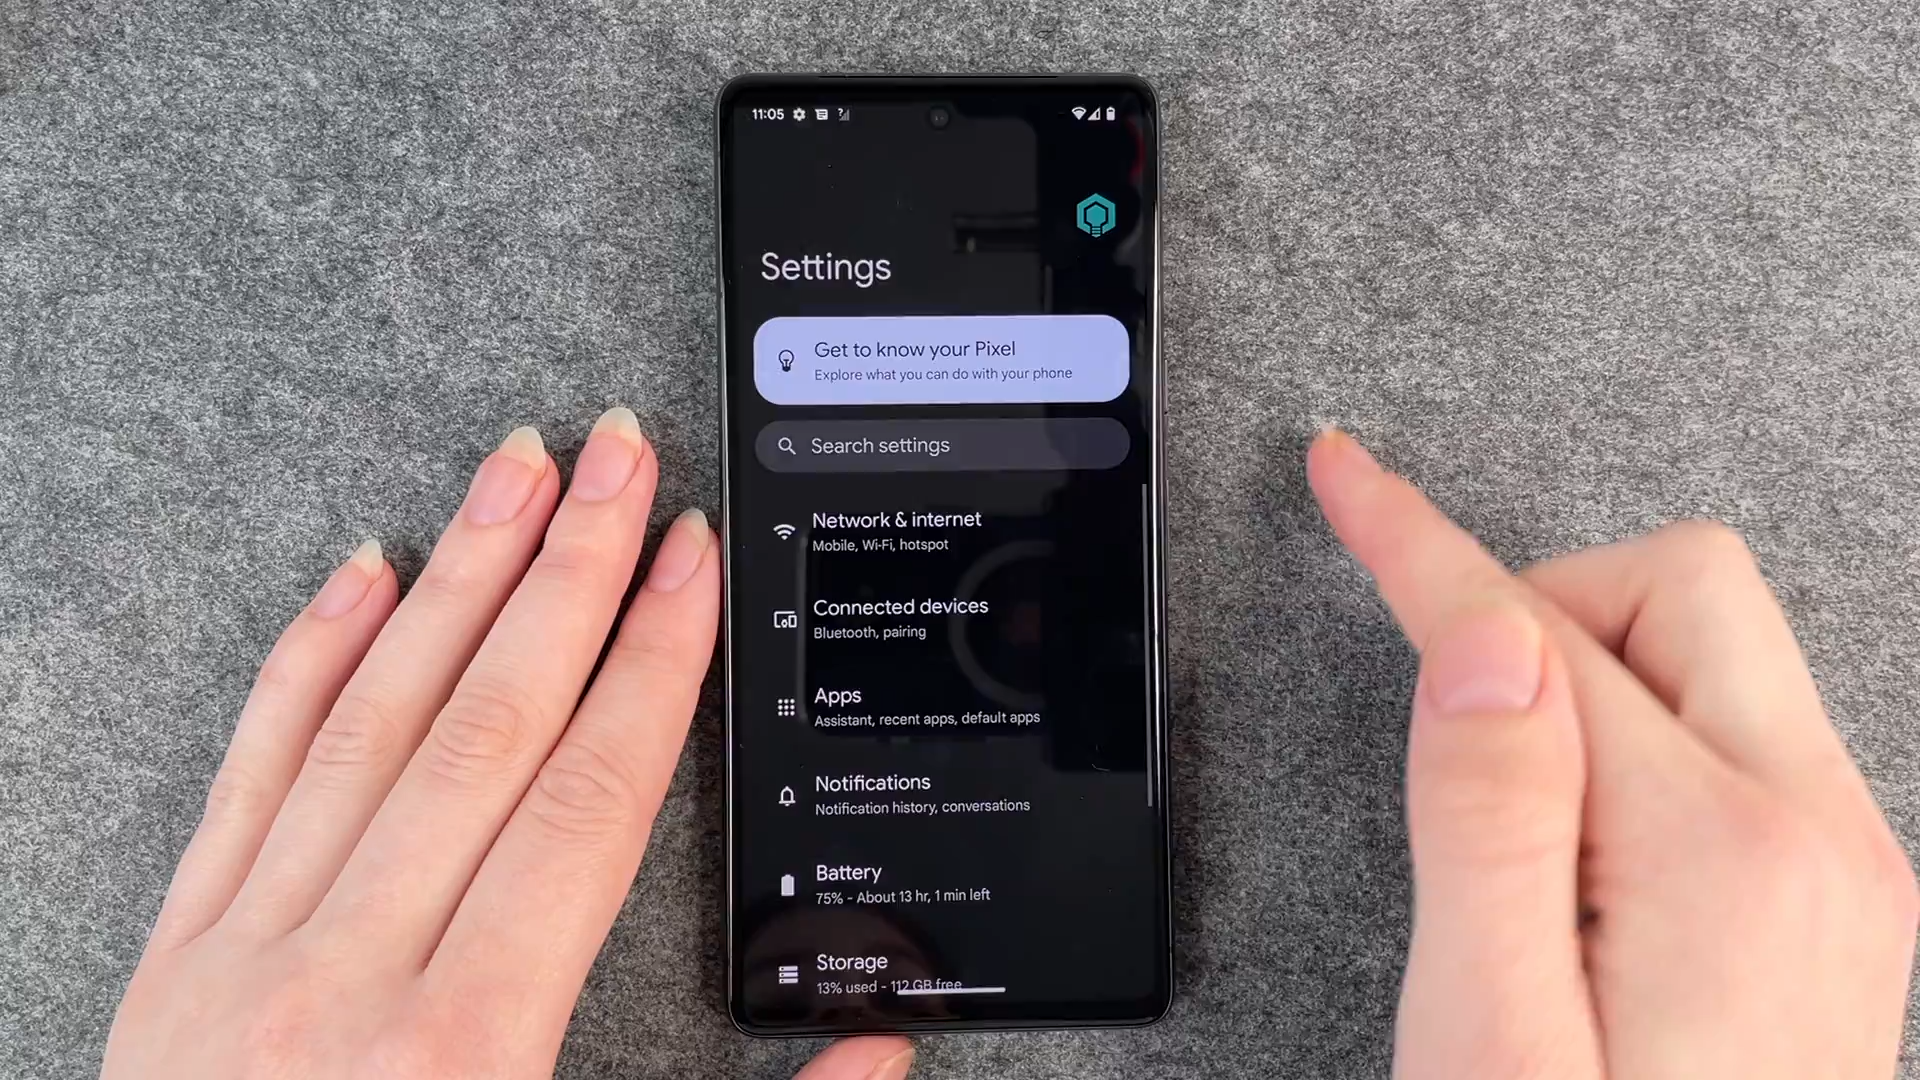 11:05
Settings
Get to know your Pixel
Explore what you can do with your phone
Search settings
Network & internet
Mobile, Wi-Fi, hotspot
Connected devices
Bluetooth, pairing
Apps
Assistant, recent apps, default apps
Notifications
Notification history, conversations
Battery
75% - About 13 hr, 1 min left
Storage
13% used - 112 GB free